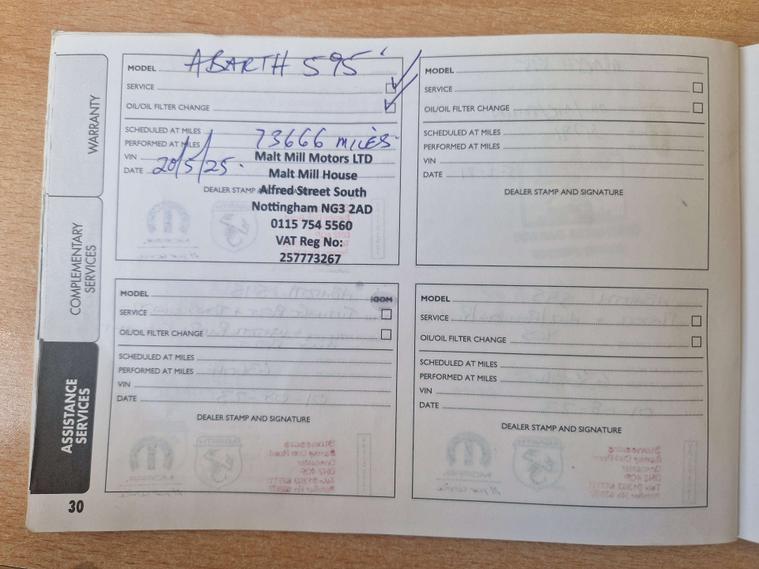 WARRANTY
COMPLEMENTARY
SERVICES
ASSISTANCE
SERVICES
30
MODEL ABARTH 595
SERVICE
OIL/OIL FILTER CHANGE
SCHEDULED AT MILES
PERFORMED AT MILES 73666 MILES.
VIN
DATE 20/5/25.
DEALER STAMP AND SIGNATURE
Malt Mill Motors LTD
Malt Mill House
Alfred Street South
Nottingham NG3 2AD
0115 754 5560
VAT Reg No:
257773267
MODEL
SERVICE
OIL/OIL FILTER CHANGE
SCHEDULED AT MILES
PERFORMED AT MILES
VIN
DATE
DEALER STAMP AND SIGNATURE
MODEL
SERVICE
OIL/OIL FILTER CHANGE
SCHEDULED AT MILES
PERFORMED AT MILES
VIN
DATE
DEALER STAMP AND SIGNATURE
MODEL
SERVICE
OIL/OIL FILTER CHANGE
SCHEDULED AT MILES
PERFORMED AT MILES
VIN
DATE
DEALER STAMP AND SIGNATURE